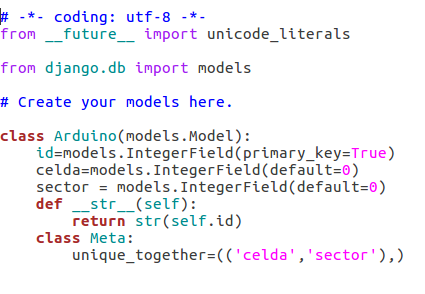 # -*- coding: utf-8 -*-
from __future__ import unicode_literals
from django.db import models
# Create your models here.
class Arduino(models.Model):
    id=models.IntegerField(primary_key=True)
    celda=models.IntegerField(default=0)
    sector = models.IntegerField(default=0)
    def __str__(self):
        return str(self.id)
    class Meta:
        unique_together=(('celda','sector'),)